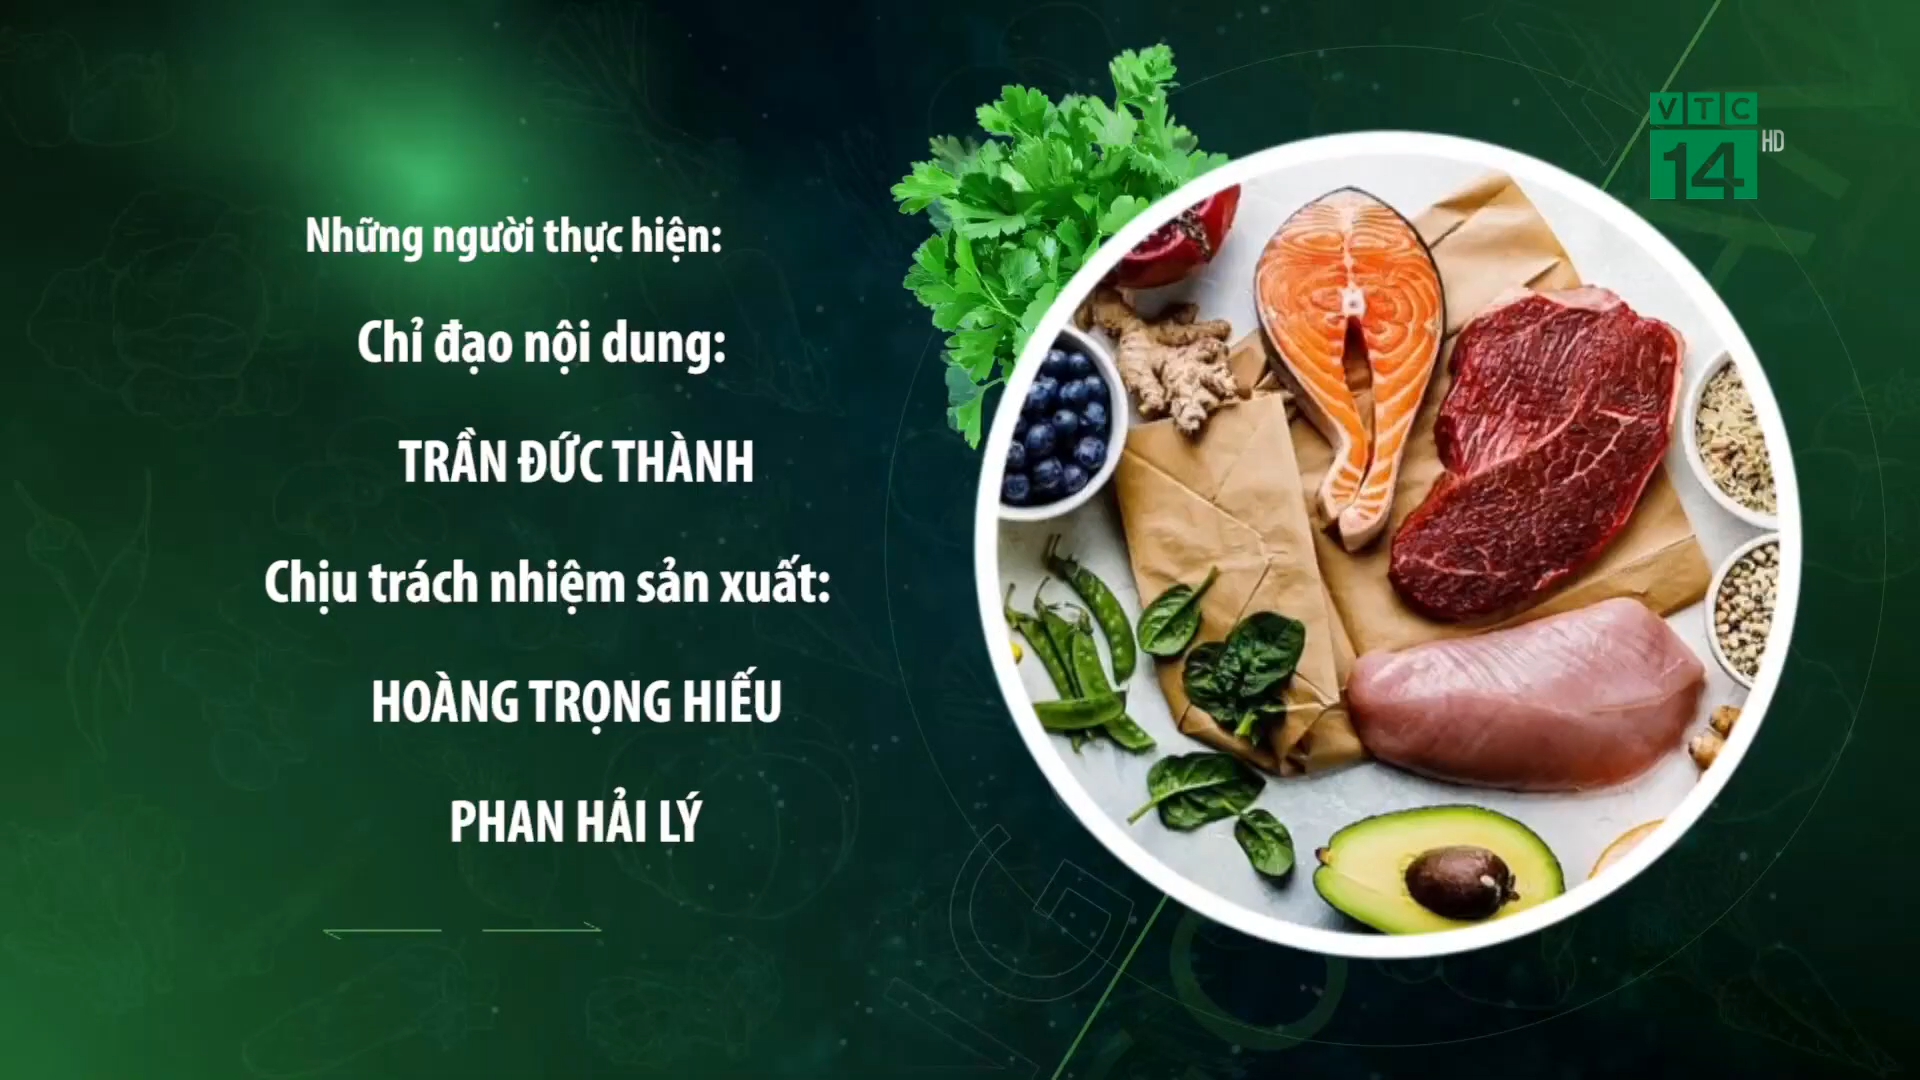 Những người thực hiện:
Chỉ đạo nội dung:
TRẦN ĐỨC THÀNH
Chịu trách nhiệm sản xuất:
HOÀNG TRỌNG HIẾU
PHAN HẢI LÝ
VTC
14 HD